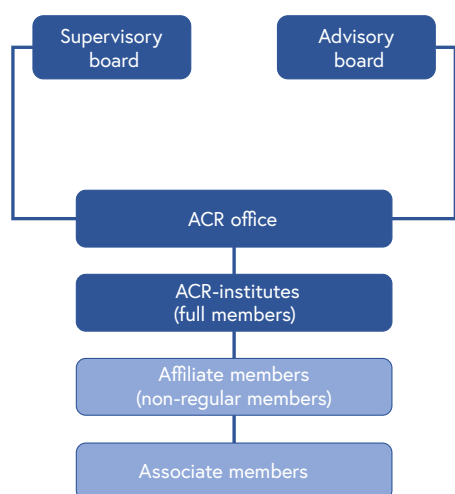 Supervisory
board
Advisory
board
ACR office
ACR-institutes
(full members)
Affiliate members
(non-regular members)
Associate members